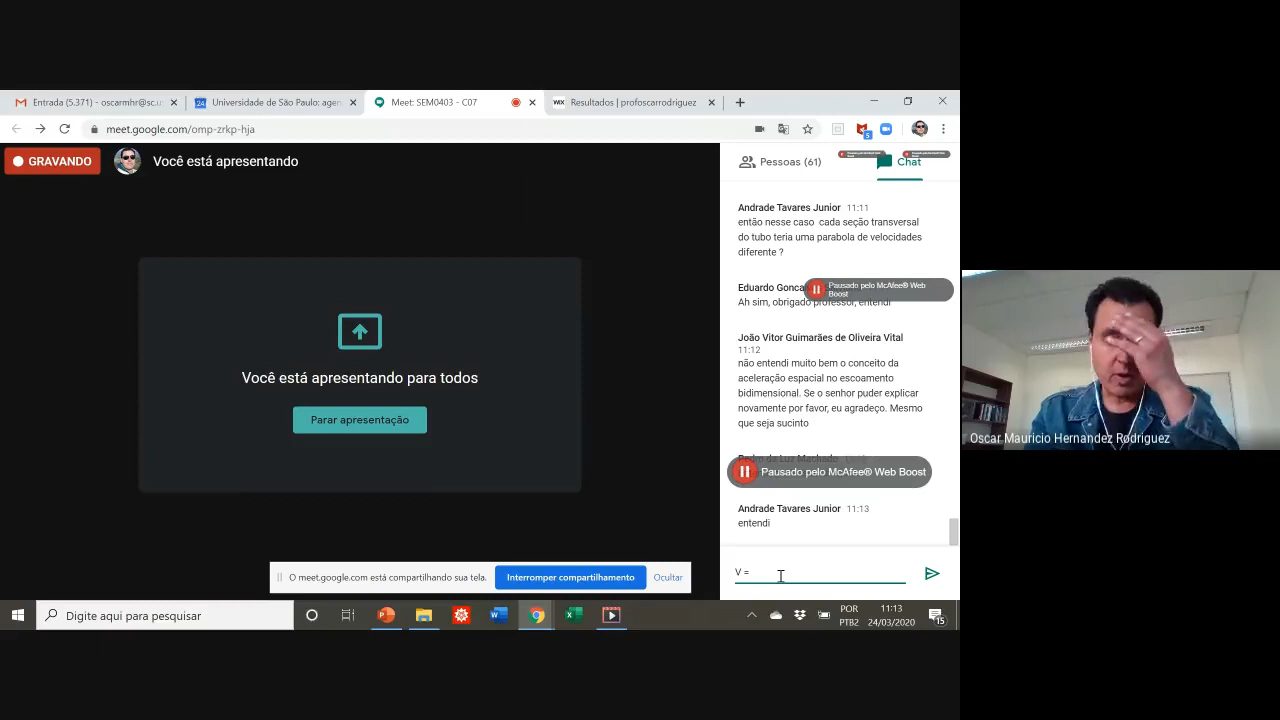 Entrada (5.371) - oscarmhr@sc.u
Universidade de São Paulo: agen
Meet: SEM0403 - C07
WIX Resultados | profoscarrodriguez
meet.google.com/omp-zrkp-hja
5
GRAVANDO
Você está apresentando
Pessoas (61)
Chat
Andrade Tavares Junior 11:11
então nesse caso cada seção transversal
do tubo teria uma parabola de velocidades
diferente ?
Eduardo Gonca
Pausado pelo McAfee® Web
Boost
Ah sim, obrigado professor, entendi
João Vitor Guimarães de Oliveira Vital
11:12
não entendi muito bem o conceito da
aceleração espacial no escoamento
bidimensional. Se o senhor puder explicar
novamente por favor, eu agradeço. Mesmo
que seja sucinto
Pausado pelo McAfee® Web Boost
Andrade Tavares Junior 11:13
entendi
V =
Você está apresentando para todos
Parar apresentação
O meet.google.com está compartilhando sua tela.
Interromper compartilhamento
Ocultar
Digite aqui para pesquisar
POR
PTB2
11:13
24/03/2020
15
Oscar Mauricio Hernandez Rodriguez